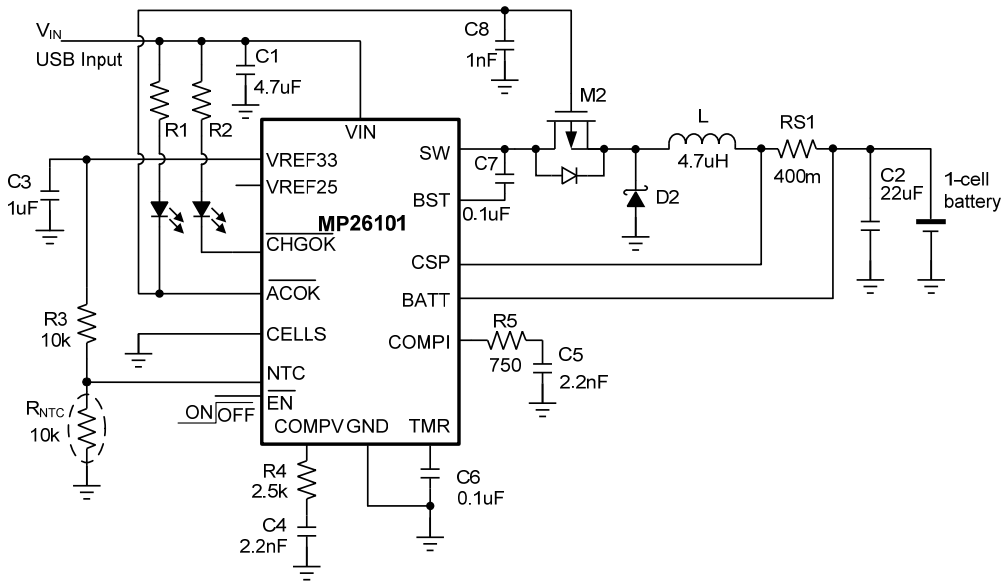 VIN
USB Input
C1
4.7uF
C8
1nF
M2
R1
R2
L
4.7uH
RS1
400m
C2
22uF
1-cell
battery
C3
1uF
VIN
VREF33
VREF25
MP26101
CHGOK
ACOK
CELLS
NTC
EN
COMPV
GND
TMR
SW
BST
CSP
BATT
COMPI
C7
0.1uF
D2
R3
10k
RNTC
10k
ON
OFF
R5
750
C5
2.2nF
R4
2.5k
C4
2.2nF
C6
0.1uF